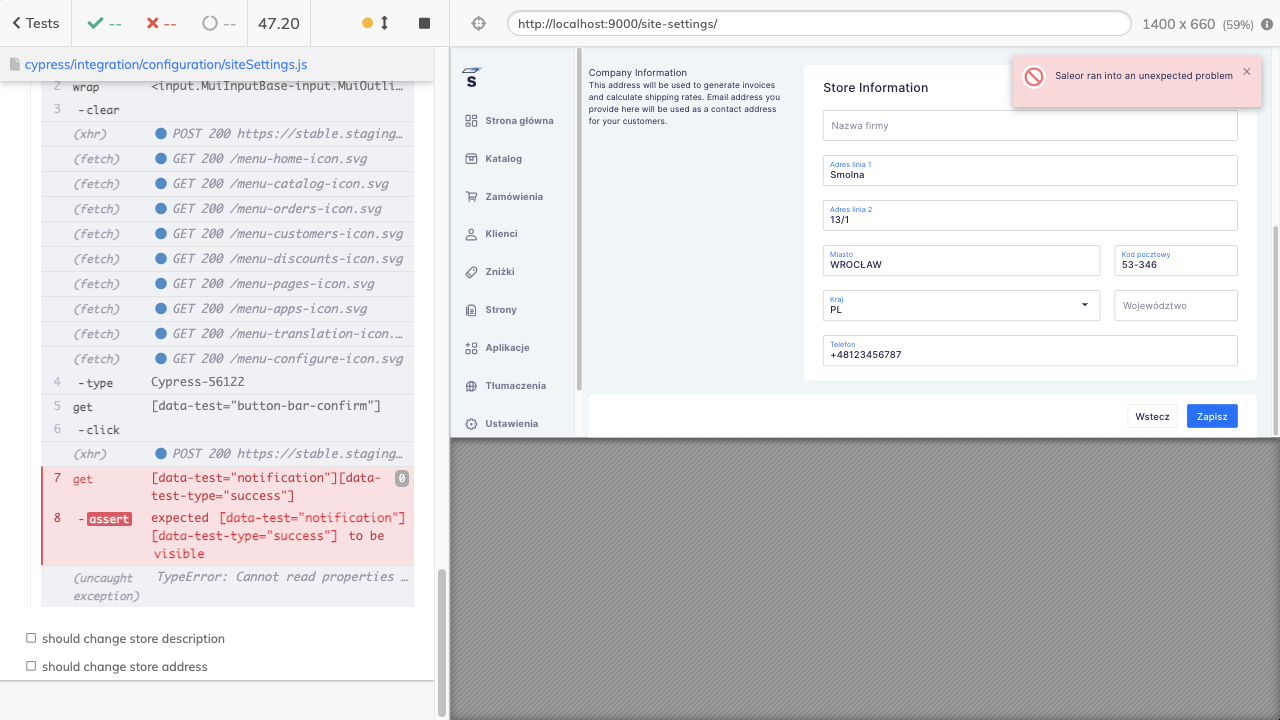 Tests
--
--
--
47.20
http://localhost:9000/site-settings/
1400 x 660 (59%)
cypress/integration/configuration/siteSettings.js
2 wrap <input.MuiInputBase-input.MuiOutli…
3 -clear
(xhr) POST 200 https://stable.staging…
(fetch) GET 200 /menu-home-icon.svg
(fetch) GET 200 /menu-catalog-icon.svg
(fetch) GET 200 /menu-orders-icon.svg
(fetch) GET 200 /menu-customers-icon.svg
(fetch) GET 200 /menu-discounts-icon.svg
(fetch) GET 200 /menu-pages-icon.svg
(fetch) GET 200 /menu-apps-icon.svg
(fetch) GET 200 /menu-translation-icon.…
(fetch) GET 200 /menu-configure-icon.svg
4 -type Cypress-56122
5 get [data-test="button-bar-confirm"]
6 -click
(xhr) POST 200 https://stable.staging…
7 get [data-test="notification"][data-
test-type="success"] 0
8 -assert expected [data-test="notification"]
[data-test-type="success"] to be
visible
(uncaught TypeError: Cannot read properties …
exception)
should change store description
should change store address
S
Strona główna
Katalog
Zamówienia
Klienci
Zniżki
Strony
Aplikacje
Tłumaczenia
Ustawienia
Company Information
This address will be used to generate invoices
and calculate shipping rates. Email address you
provide here will be used as a contact address
for your customers.
Saleor ran into an unexpected problem
Store Information
Nazwa firmy
Adres linia 1
Smolna
Adres linia 2
13/1
Miasto
WROCŁAW
Kod pocztowy
53-346
Kraj
PL
Województwo
Telefon
+48123456787
Wstecz
Zapisz